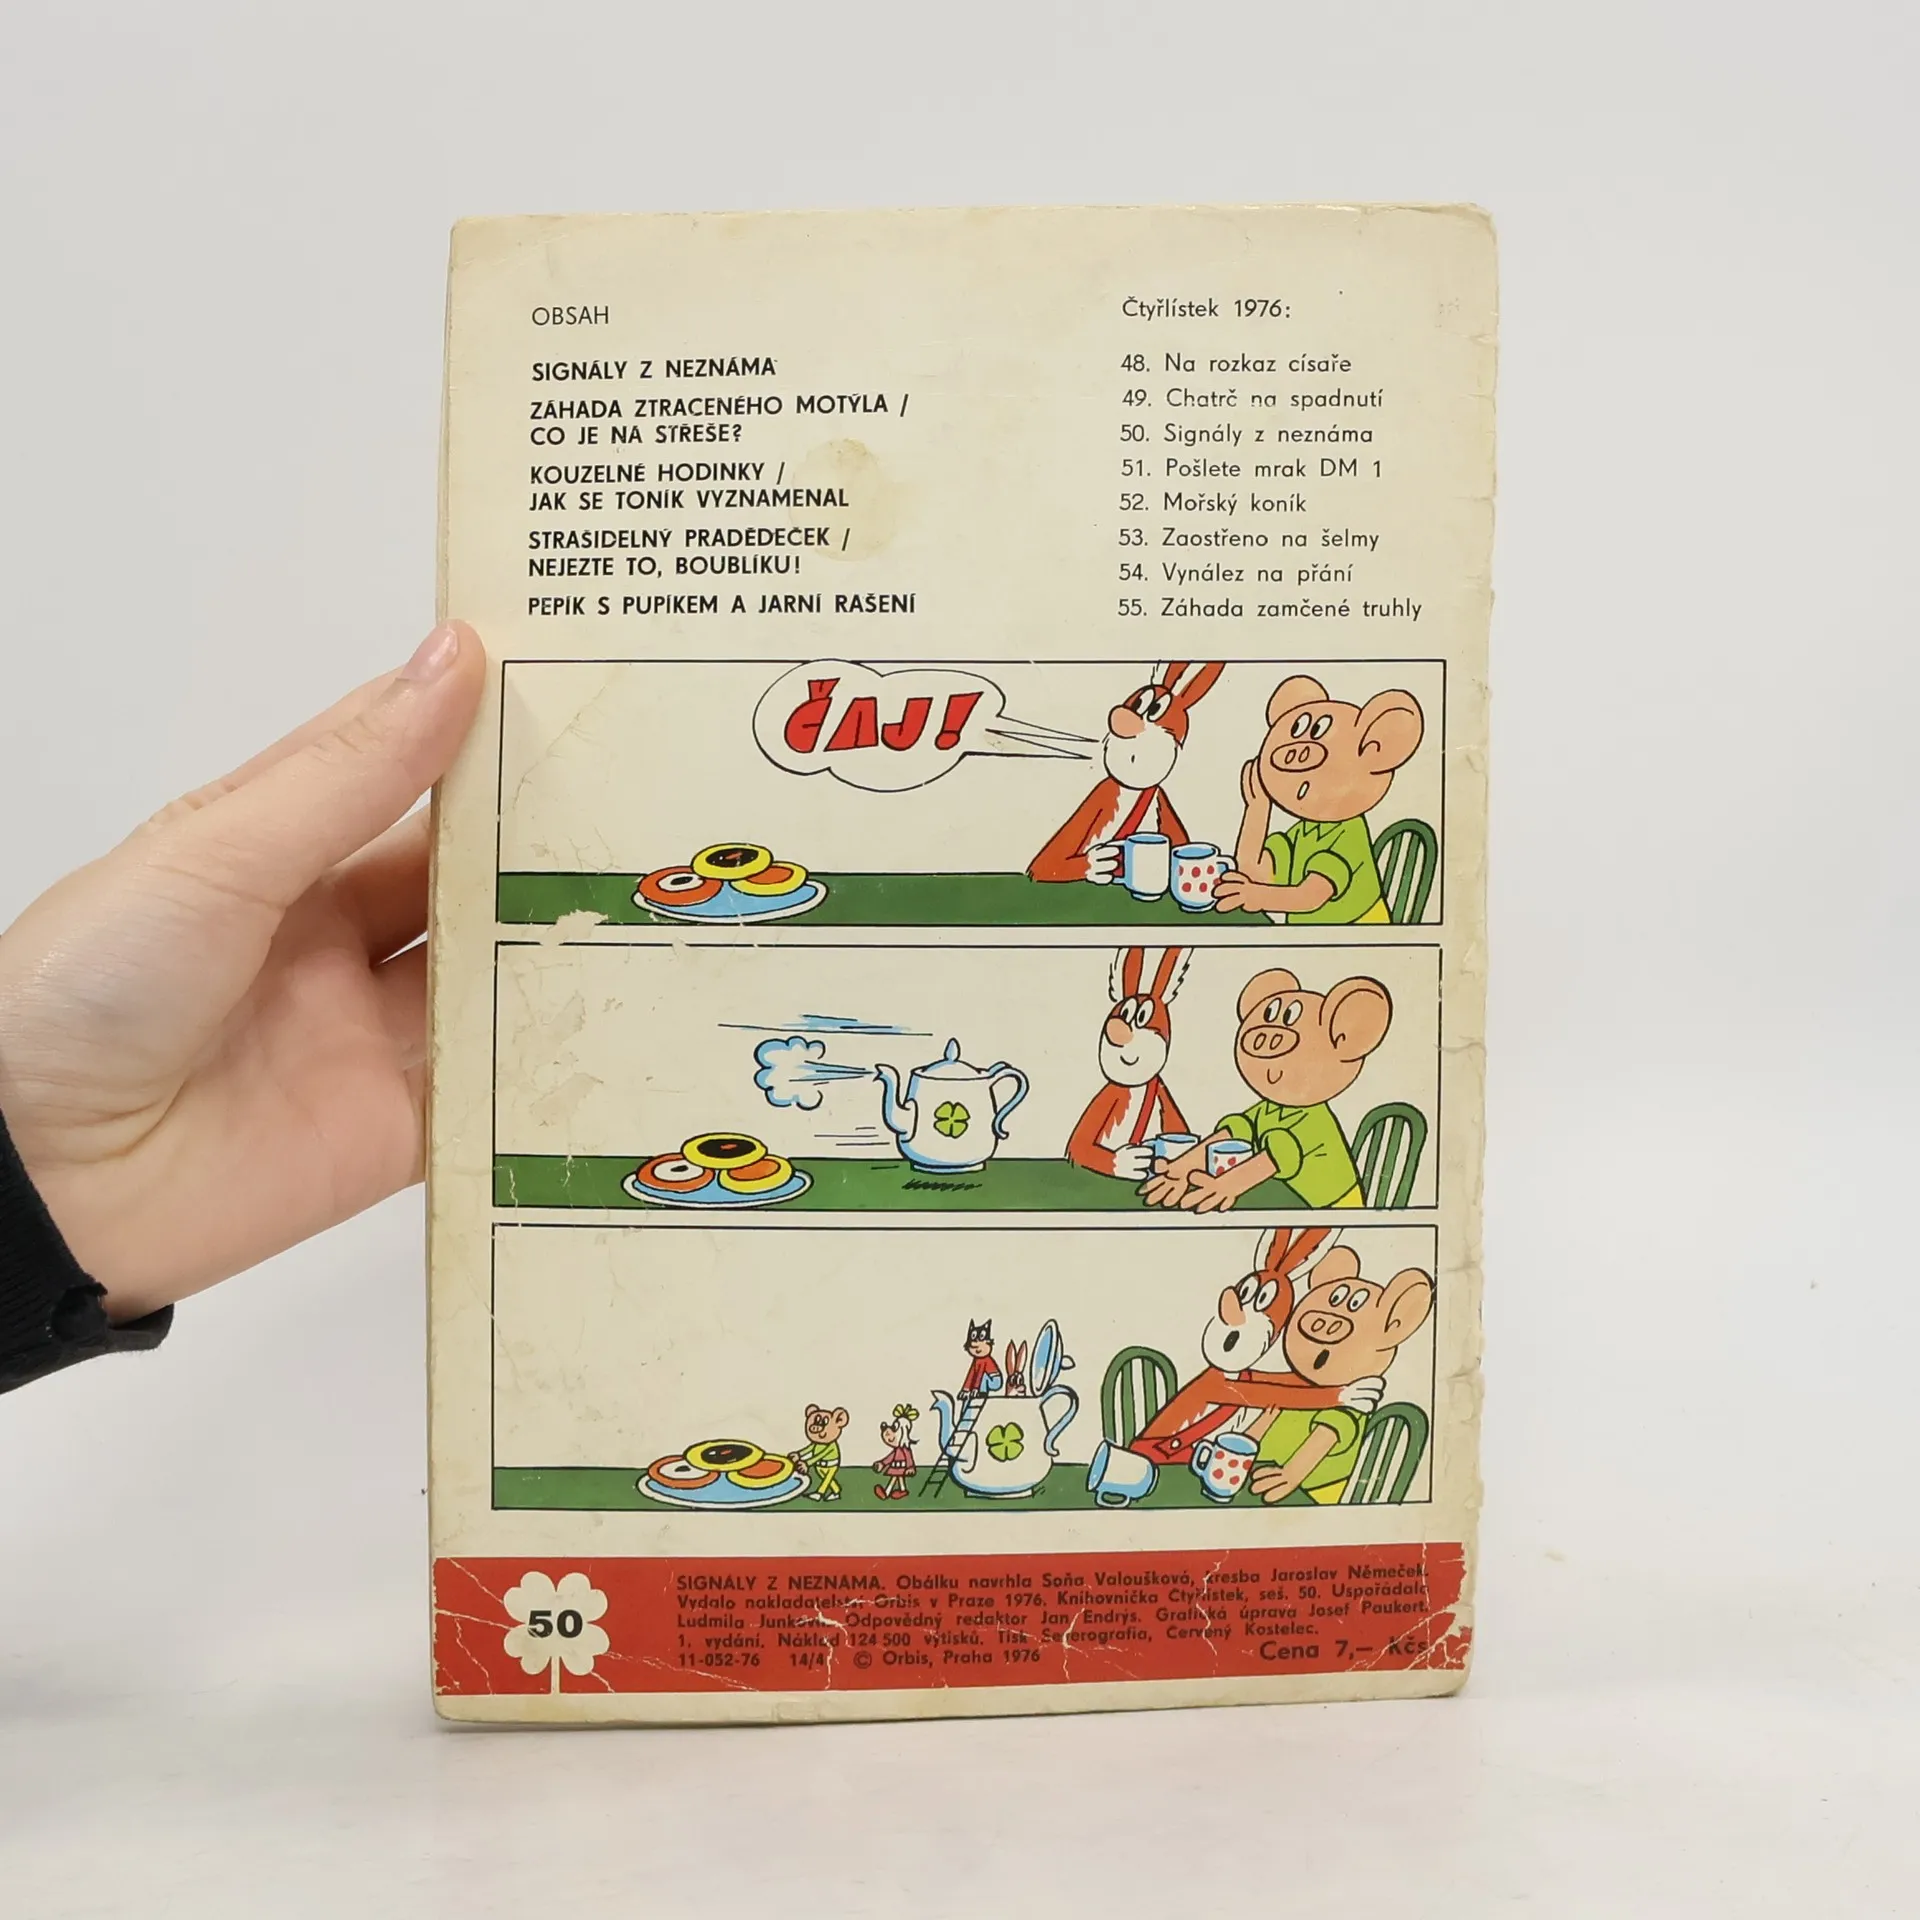 OBSAH
SIGNÁLY Z NEZNÁMA
ZÁHADA ZTRACENÉHO MOTÝLA /
CO JE NA STŘEŠE?
KOUZELNÉ HODINKY /
JAK SE TONÍK VYZNAMENAL
STRAŠIDELNÝ PRADĚDEČEK /
NEJEZTE TO, BOUBLÍKU!
PEPÍK S PUPÍKEM A JARNÍ RAŠENÍ
Čtyřlístek 1976:
48. Na rozkaz císaře
49. Chatrč na spadnutí
50. Signály z neznáma
51. Pošlete mrak DM 1
52. Mořský koník
53. Zaostřeno na šelmy
54. Vynález na přání
55. Záhada zamčené truhly
ČAJ!
50
SIGNÁLY Z NEZNÁMA. Obálku navrhla Soňa Valoušková, kresba Jaroslav Němeček.
Vydalo nakladatelství Orbis v Praze 1976. Knihovnička Čtyřlístek, seš. 50. Uspořádala
Ludmila Odpovědný redaktor Jan Endrýs. Grafická úprava Josef Paukert.
1. vydání. Náklad 124 500 výtisků. Tisk Severografia, Červený Kostelec.
11-052-76 14/4 © Orbis, Praha 1976 Cena 7,— Kčs